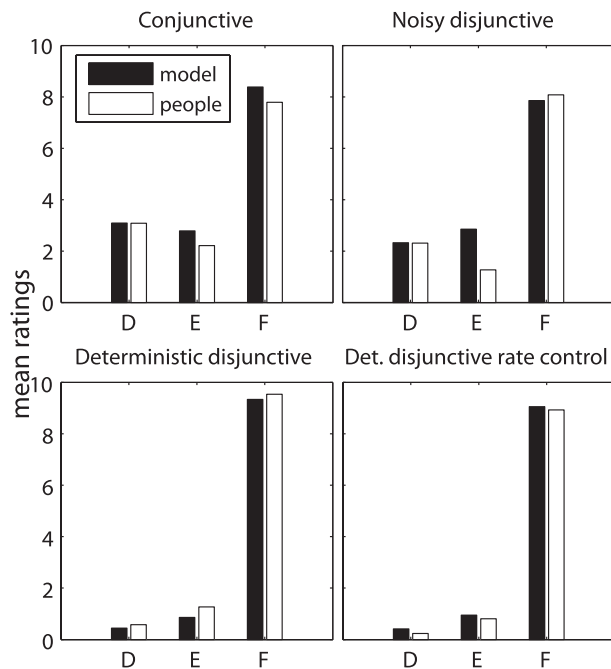 Conjunctive
Noisy disjunctive
10
8
6
4
2
0
model
people
D E F
D E F
mean ratings
Deterministic disjunctive
Det. disjunctive rate control
10
8
6
4
2
0
D E F
D E F